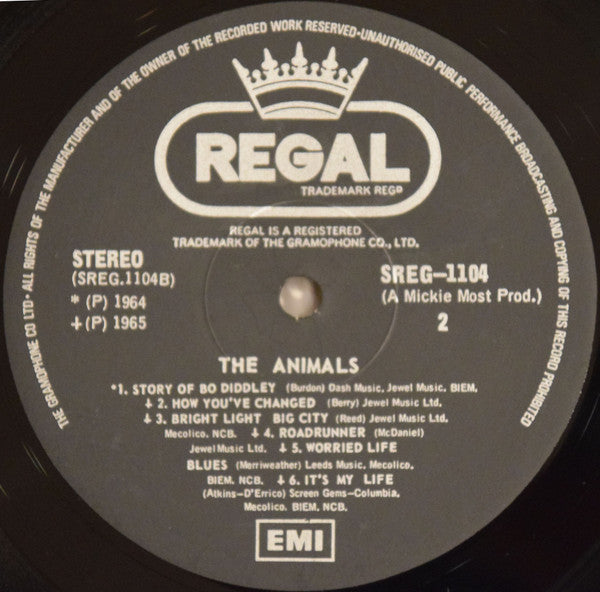 THE GRAMOPHONE CO LTD· ALL RIGHTS OF THE MANUFACTURER AND OF THE OWNER OF THE RECORDED WORK RESERVED-UNAUTHORISED PUBLIC PERFORMANCE BROADCASTING AND COPYING OF THIS RECORD PROHIBITED
REGAL
TRADEMARK REGD
REGAL IS A REGISTERED
TRADEMARK OF THE GRAMOPHONE CO., LTD.
STEREO
(SREG.1104B)
* (P) 1964
+ (P) 1965
SREG-1104
(A Mickie Most Prod.)
2
THE ANIMALS
*1. STORY OF BO DIDDLEY (Burdon) Dash Music, Jewel Music, BIEM,
+ 2. HOW YOU'VE CHANGED (Berry) Jewel Music Ltd.
+ 3. BRIGHT LIGHT BIG CITY (Reed) Jewel Music Ltd.
Mecolico, NCB. + 4. ROADRUNNER (McDaniel)
Jewel Music Ltd. + 5. WORRIED LIFE
BLUES (Merriweather) Leeds Music, Mecolico,
BIEM, NCB. + 6. IT'S MY LIFE
(Atkins-D'Errico) Screen Gems-Columbia,
Mecolico, BIEM, NCB.
EMI